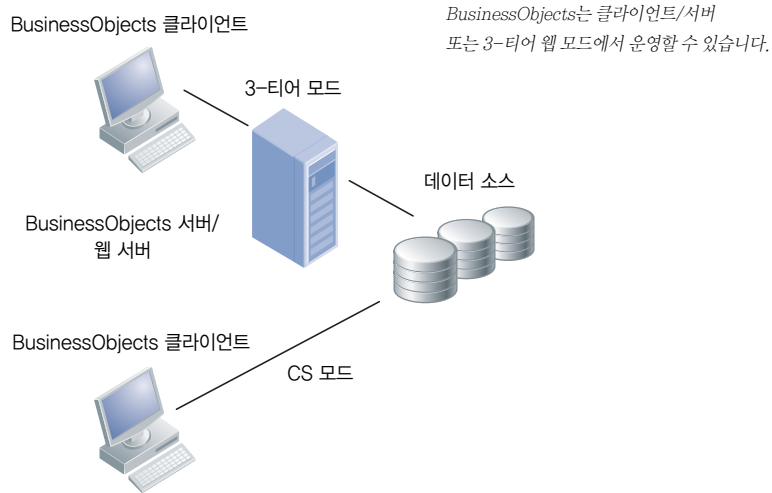 BusinessObjects 클라이언트
BusinessObjects는 클라이언트/서버
또는 3-티어 웹 모드에서 운영할 수 있습니다.
3-티어 모드
데이터 소스
BusinessObjects 서버/
웹 서버
BusinessObjects 클라이언트
CS 모드